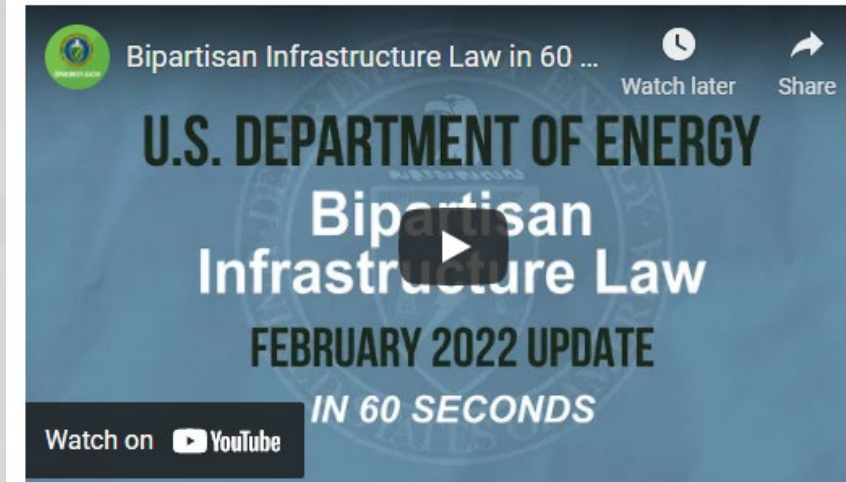 Bipartisan Infrastructure Law in 60 ...
Watch later
Share
U.S. DEPARTMENT OF ENERGY
Bipartisan
Infrastructure Law
FEBRUARY 2022 UPDATE
IN 60 SECONDS
Watch on YouTube